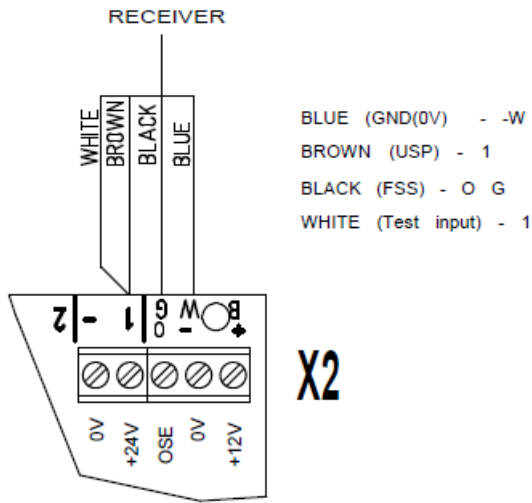 RECEIVER
WHITE
BROWN
BLACK
BLUE
BLUE (GND(0V) - -W
BROWN (USP) - 1
BLACK (FSS) - O G
WHITE (Test input) - 1
2 - 1 O G - W O + B
X2
0V
+24V
OSE
0V
+12V